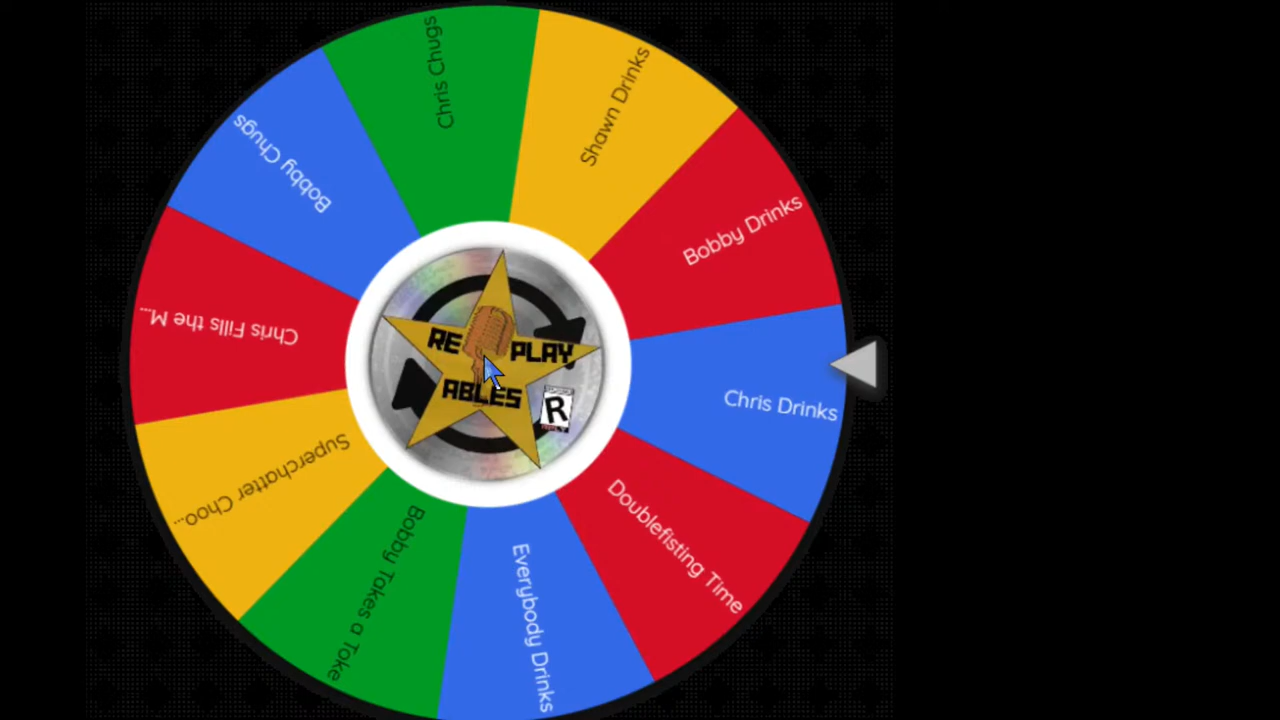 Chris Chugs
Shawn Drinks
Bobby Drinks
Chris Drinks
Doublefisting Time
Everybody Drinks
Bobby Takes a Toke
Superchatter Choo...
Chris Fills the M...
Bobby Chugs
RE PLAY
ABLES
R